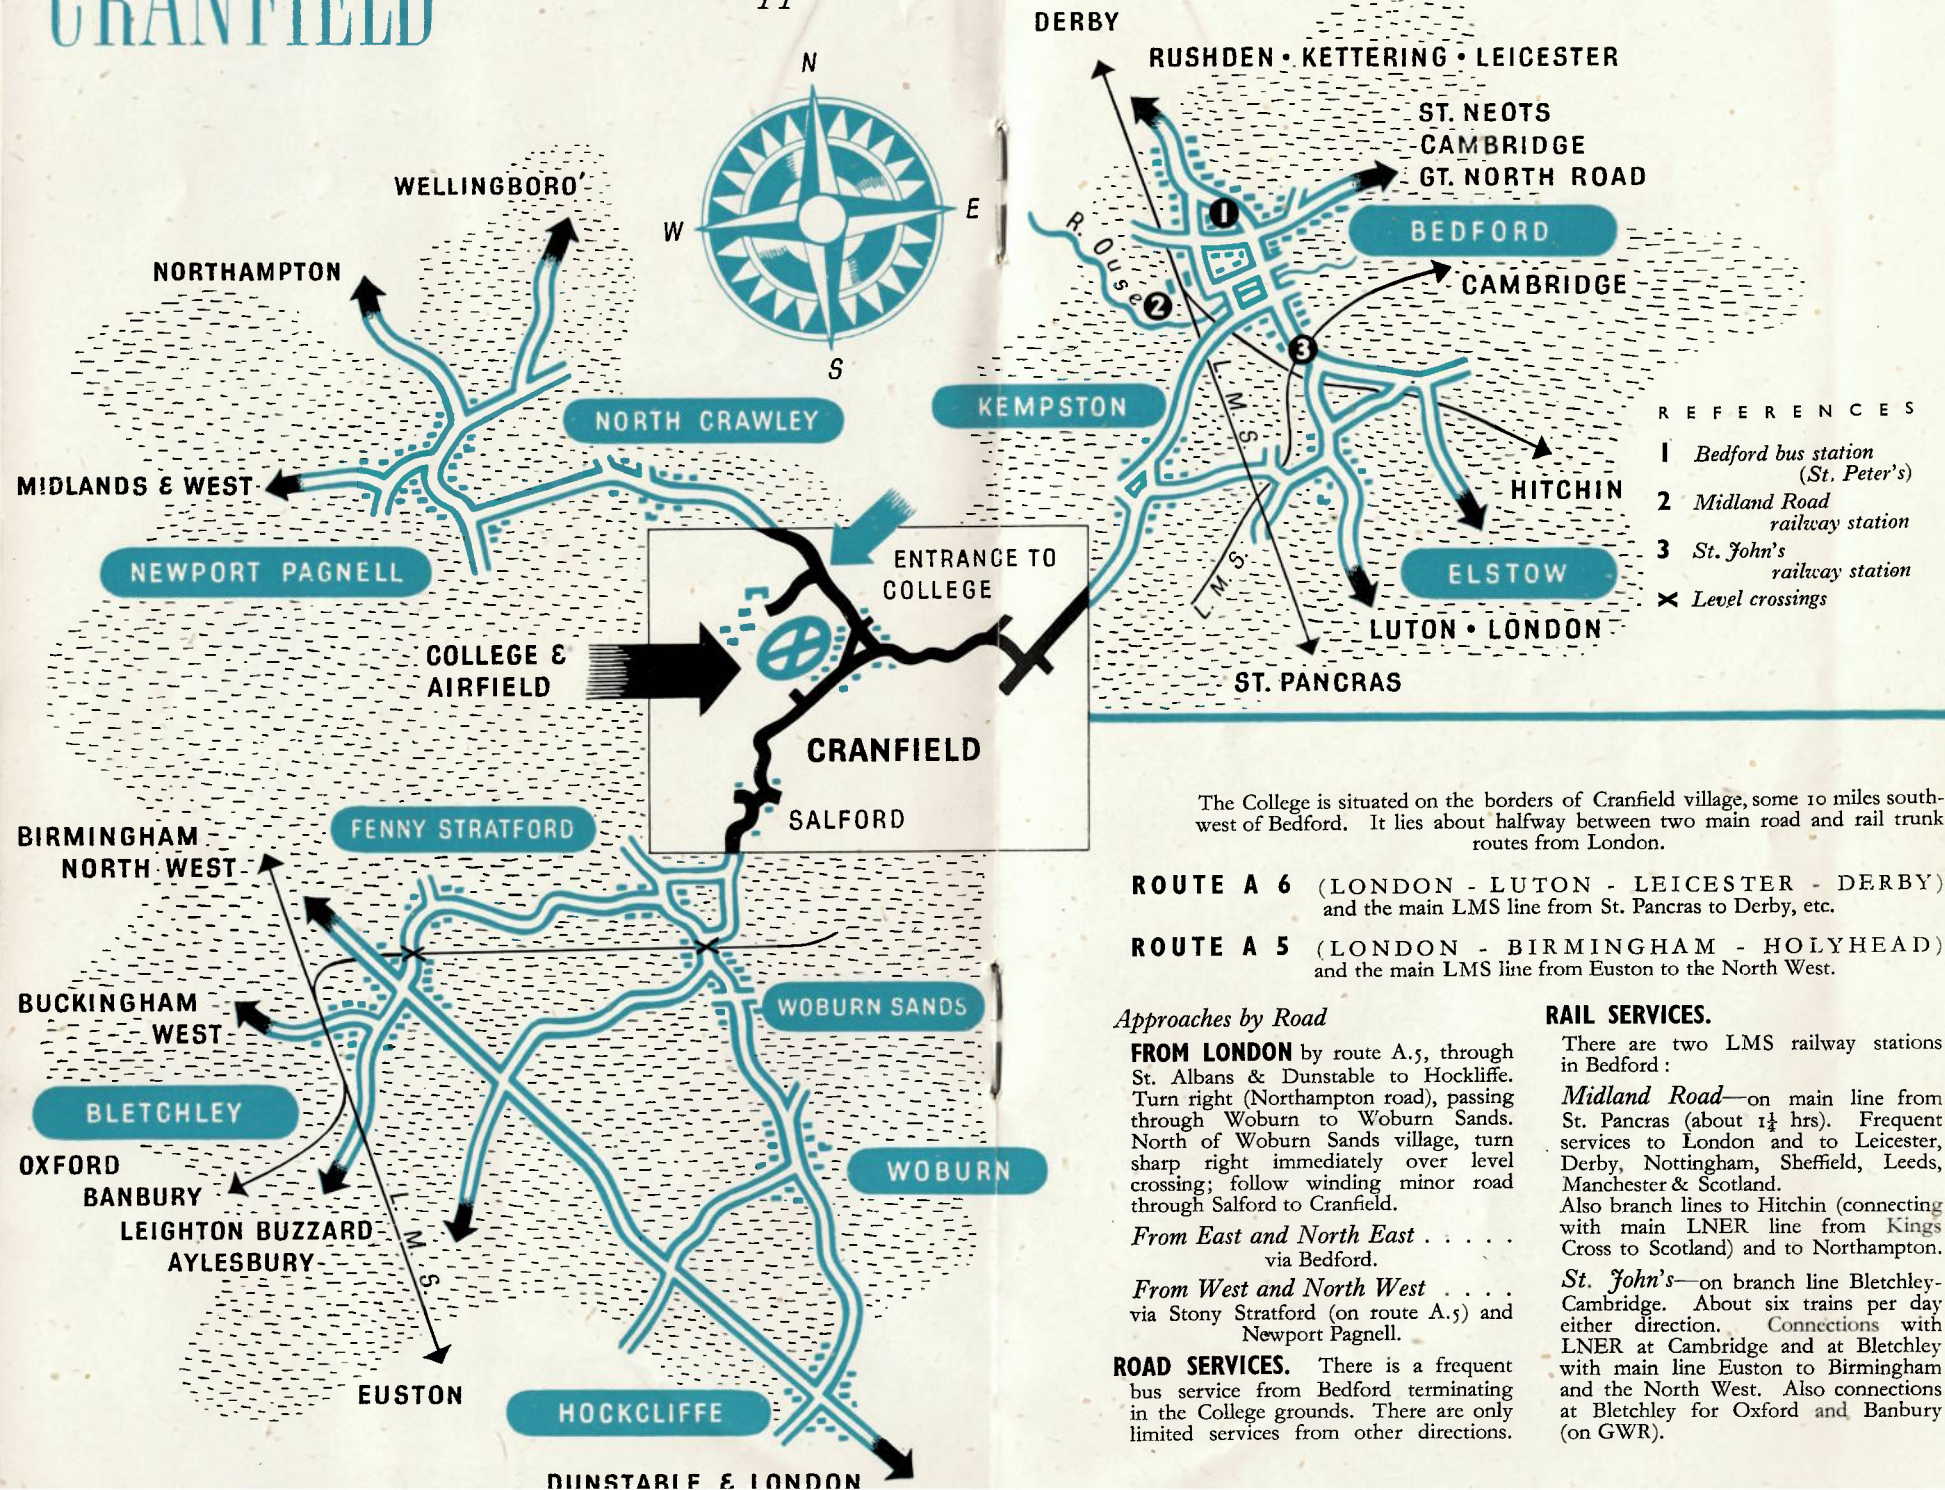 CRANFIELD
N
E
W
S
WELLINGBORO'
NORTHAMPTON
NORTH CRAWLEY
MIDLANDS & WEST
NEWPORT PAGNELL
ENTRANCE TO
COLLEGE
COLLEGE &
AIRFIELD
CRANFIELD
SALFORD
FENNY STRATFORD
BIRMINGHAM
NORTH WEST
BUCKINGHAM
WEST
WOBURN SANDS
BLETCHLEY
OXFORD
BANBURY
WOBURN
LEIGHTON BUZZARD
AYLESBURY
L. M. S.
EUSTON
HOCKCLIFFE
DUNSTABLE & LONDON
DERBY
RUSHDEN • KETTERING • LEICESTER
ST. NEOTS
CAMBRIDGE
GT. NORTH ROAD
1
R. Ouse
BEDFORD
CAMBRIDGE
2
3
L. M. S.
KEMPSTON
HITCHIN
L. M. S.
ELSTOW
LUTON • LONDON
ST. PANCRAS
REFERENCES
1 Bedford bus station
(St. Peter's)
2 Midland Road
railway station
3 St. John's
railway station
✕ Level crossings
The College is situated on the borders of Cranfield village, some 10 miles south-
west of Bedford. It lies about halfway between two main road and rail trunk
routes from London.
ROUTE A 6 (LONDON - LUTON - LEICESTER - DERBY)
and the main LMS line from St. Pancras to Derby, etc.
ROUTE A 5 (LONDON - BIRMINGHAM - HOLYHEAD)
and the main LMS line from Euston to the North West.
Approaches by Road
FROM LONDON by route A.5, through
St. Albans & Dunstable to Hockliffe.
Turn right (Northampton road), passing
through Woburn to Woburn Sands.
North of Woburn Sands village, turn
sharp right immediately over level
crossing; follow winding minor road
through Salford to Cranfield.
From East and North East . . . . .
via Bedford.
From West and North West . . . .
via Stony Stratford (on route A.5) and
Newport Pagnell.
ROAD SERVICES. There is a frequent
bus service from Bedford terminating
in the College grounds. There are only
limited services from other directions.
RAIL SERVICES.
There are two LMS railway stations
in Bedford :
Midland Road—on main line from
St. Pancras (about 1¼ hrs). Frequent
services to London and to Leicester,
Derby, Nottingham, Sheffield, Leeds,
Manchester & Scotland.
Also branch lines to Hitchin (connecting
with main LNER line from Kings
Cross to Scotland) and to Northampton.
St. John's—on branch line Bletchley-
Cambridge. About six trains per day
either direction. Connections with
LNER at Cambridge and at Bletchley
with main line Euston to Birmingham
and the North West. Also connections
at Bletchley for Oxford and Banbury
(on GWR).